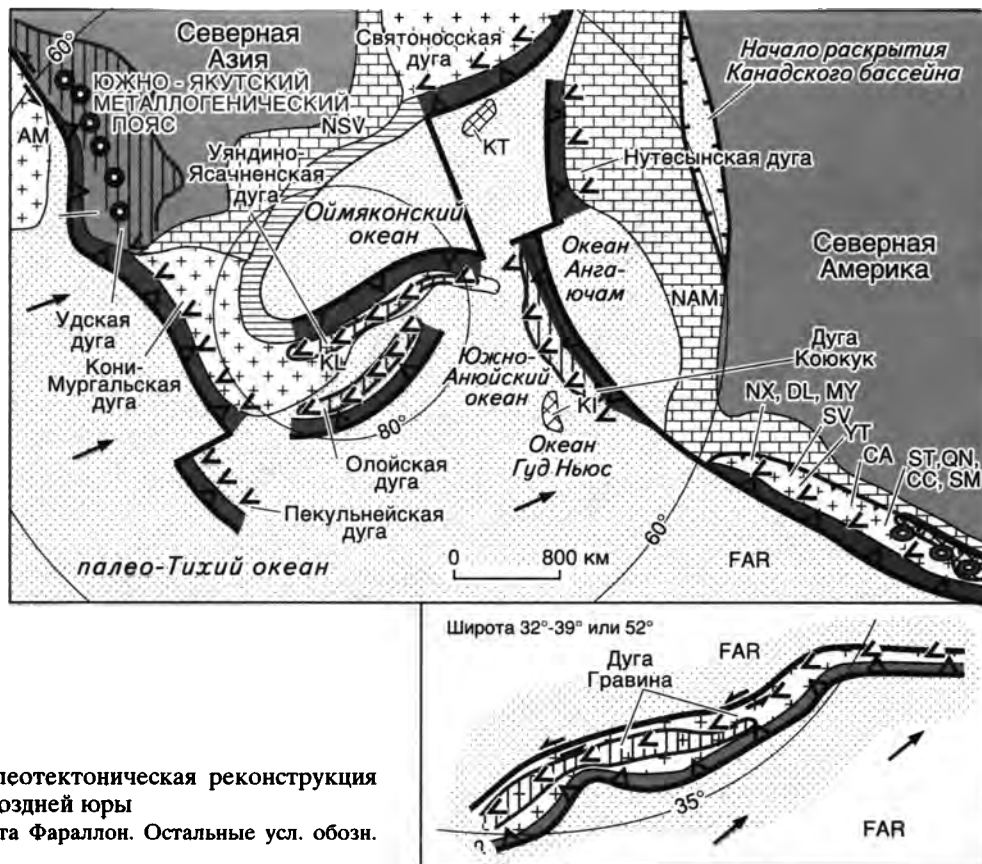 60°
Северная
Азия
ЮЖНО - ЯКУТСКИЙ
МЕТАЛЛОГЕНИЧЕСКИЙ
ПОЯС
AM
NSV
Святоносская
дуга
KT
Начало раскрытия
Канадского бассейна
Уяндино-
Ясачненская
дуга
Нутесынская дуга
Оймяконский
океан
Океан
Анга-
ючам
Северная
Америка
NAM
Удская
дуга
Кони-
Мургальская
дуга
KL
Южно-
Анюйский
океан
Дуга
Коюкук
KI
NX, DL, MY
SV
YT
CA
ST, QN,
CC, SM
80°
Океан
Гуд Ньюс
Олойская
дуга
Пекульнейская
дуга
60°
палео-Тихий океан
0 800 км
FAR
Широта 32°-39° или 52°
FAR
Дуга
Гравина
35°
FAR
?
леотектоническая реконструкция
оздней юры
та Фараллон. Остальные усл. обозн.